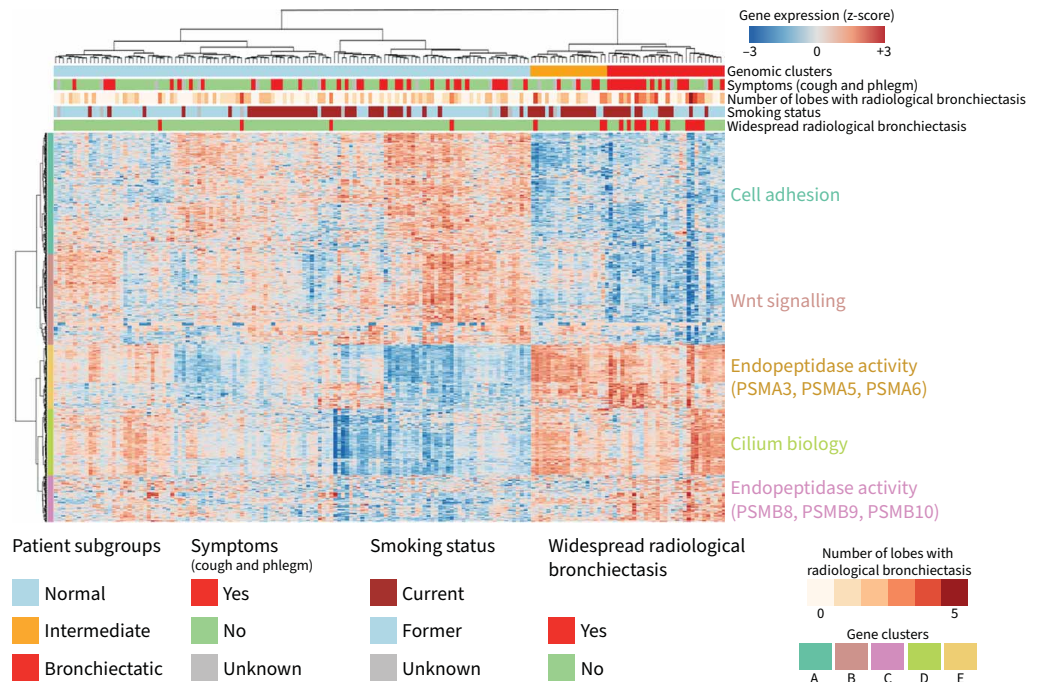 Gene expression (z-score)
–3 0 +3
Genomic clusters
Symptoms (cough and phlegm)
Number of lobes with radiological bronchiectasis
Smoking status
Widespread radiological bronchiectasis
Cell adhesion
Wnt signalling
Endopeptidase activity
(PSMA3, PSMA5, PSMA6)
Cilium biology
Endopeptidase activity
(PSMB8, PSMB9, PSMB10)
Patient subgroups
Normal
Intermediate
Bronchiectatic
Symptoms
(cough and phlegm)
Yes
No
Unknown
Smoking status
Current
Former
Unknown
Widespread radiological
bronchiectasis
Yes
No
Number of lobes with
radiological bronchiectasis
0 5
Gene clusters
A B C D E